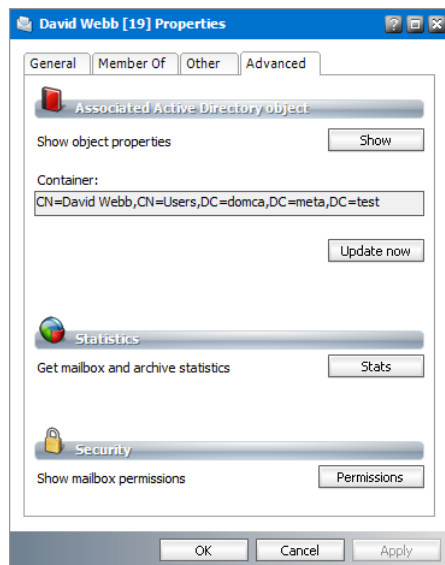 David Webb [19] Properties
General Member Of Other Advanced
Associated Active Directory object
Show object properties Show
Container:
CN=David Webb,CN=Users,DC=domca,DC=meta,DC=test
Update now
Statistics
Get mailbox and archive statistics Stats
Security
Show mailbox permissions Permissions
OK Cancel Apply